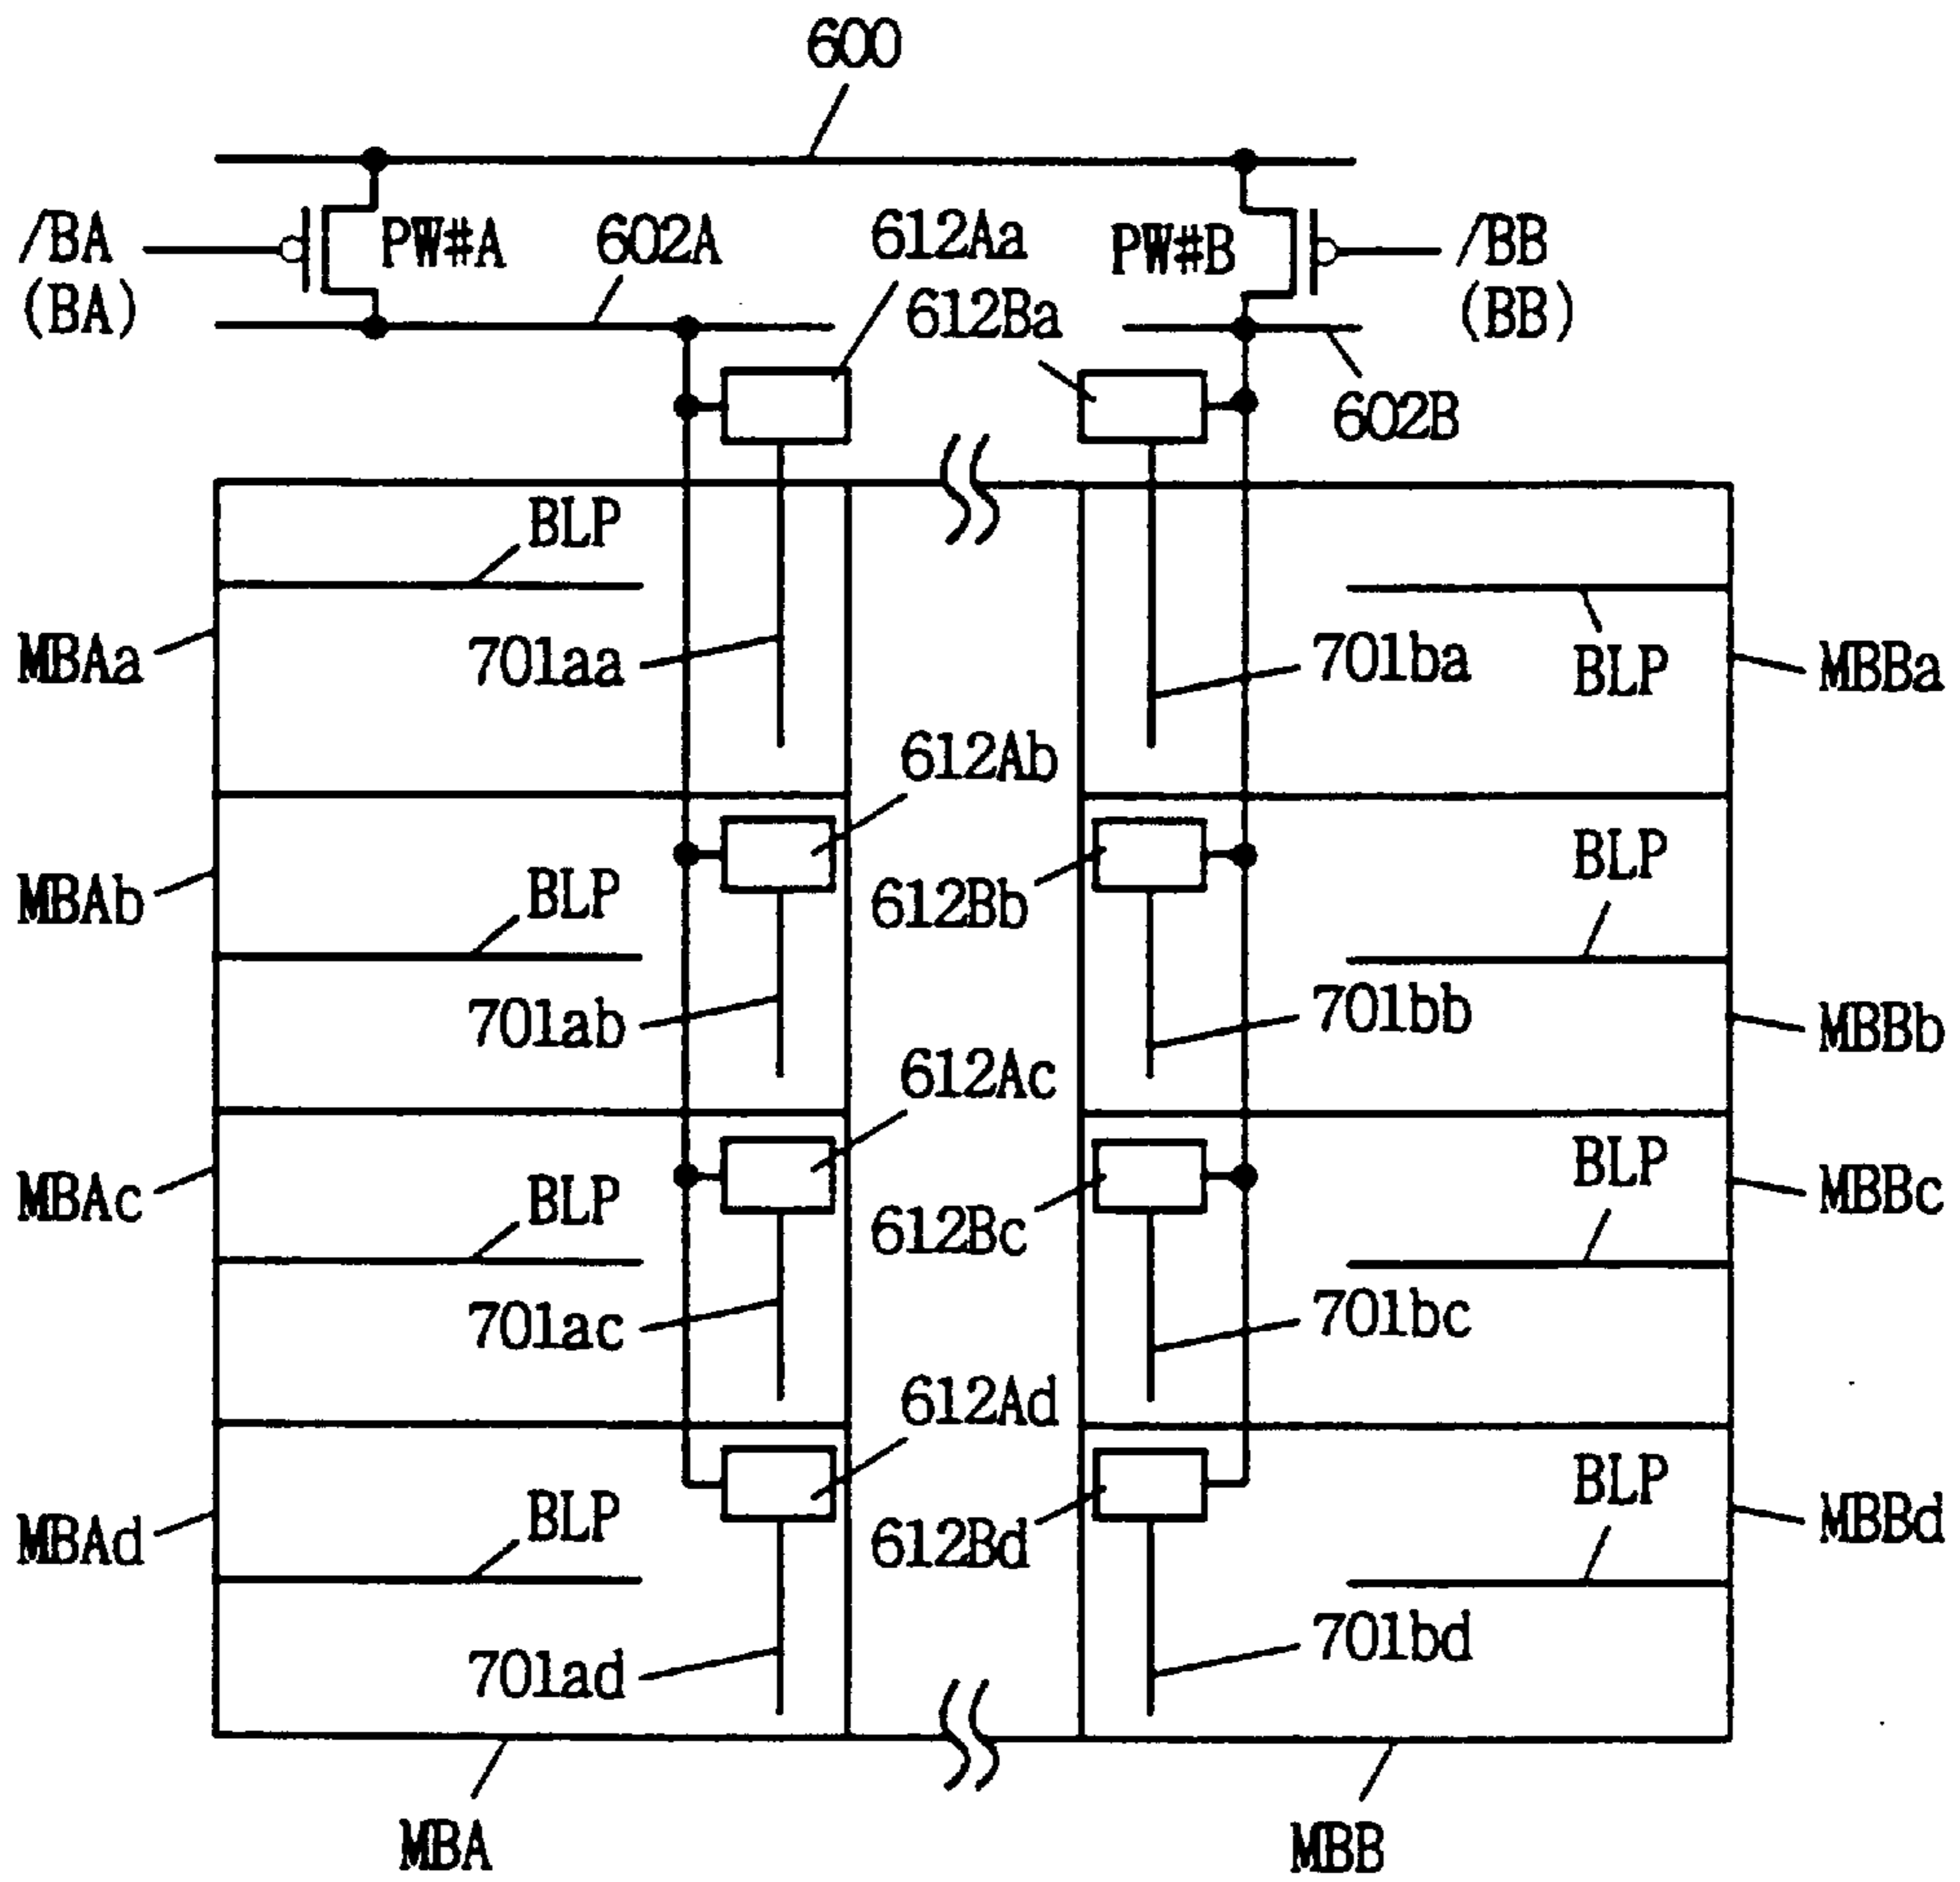 600
/BA
(BA)
PW#A
602A
612Aa
612Ba
PW#B
/BB
(BB)
602B
BLP
MBAa
701aa
701ba
BLP
MBBa
612Ab
BLP
MBAb
BLP
612Bb
701ab
701bb
MBBb
612Ac
BLP
MBAc
BLP
612Bc
MBBc
701ac
701bc
612Ad
BLP
MBAd
BLP
612Bd
MBBd
701ad
701bd
MBA
MBB